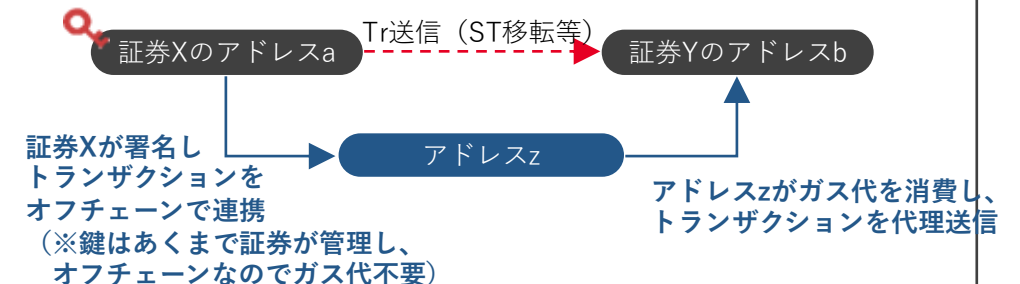 Tr送信（ST移転等）
証券Xのアドレスa
証券Yのアドレスb
アドレスz
証券Xが署名し
トランザクションを
オフチェーンで連携
（※鍵はあくまで証券が管理し、
オフチェーンなのでガス代不要）
アドレスzがガス代を消費し、
トランザクションを代理送信